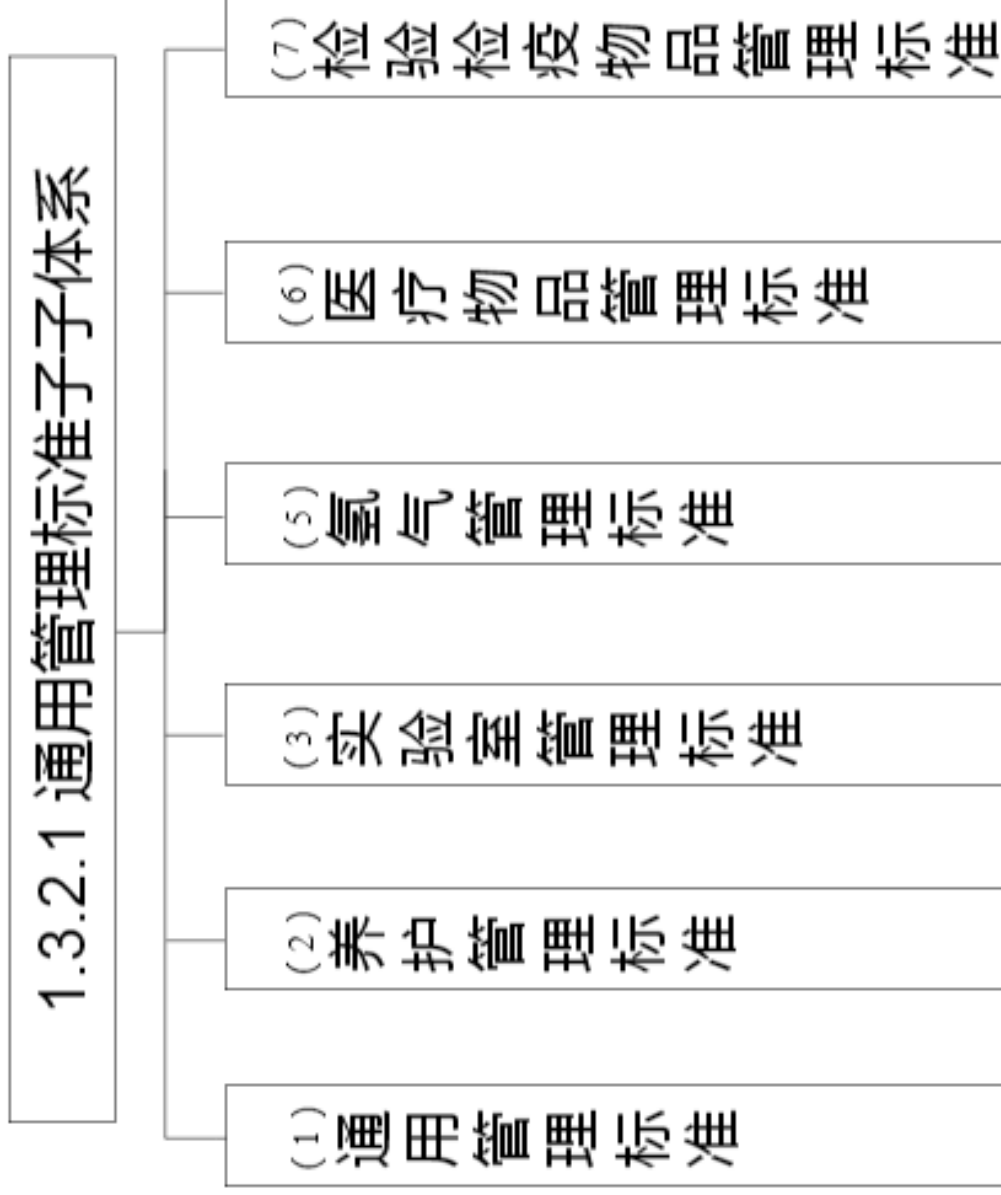 1.3.2.1 通用管理标准子子体系
(1)通用管理标准
(2)养护管理标准
(3)实验室管理标准
(5)氢气管理标准
(6)医疗物品管理标准
(7)检验检疫物品管理标准